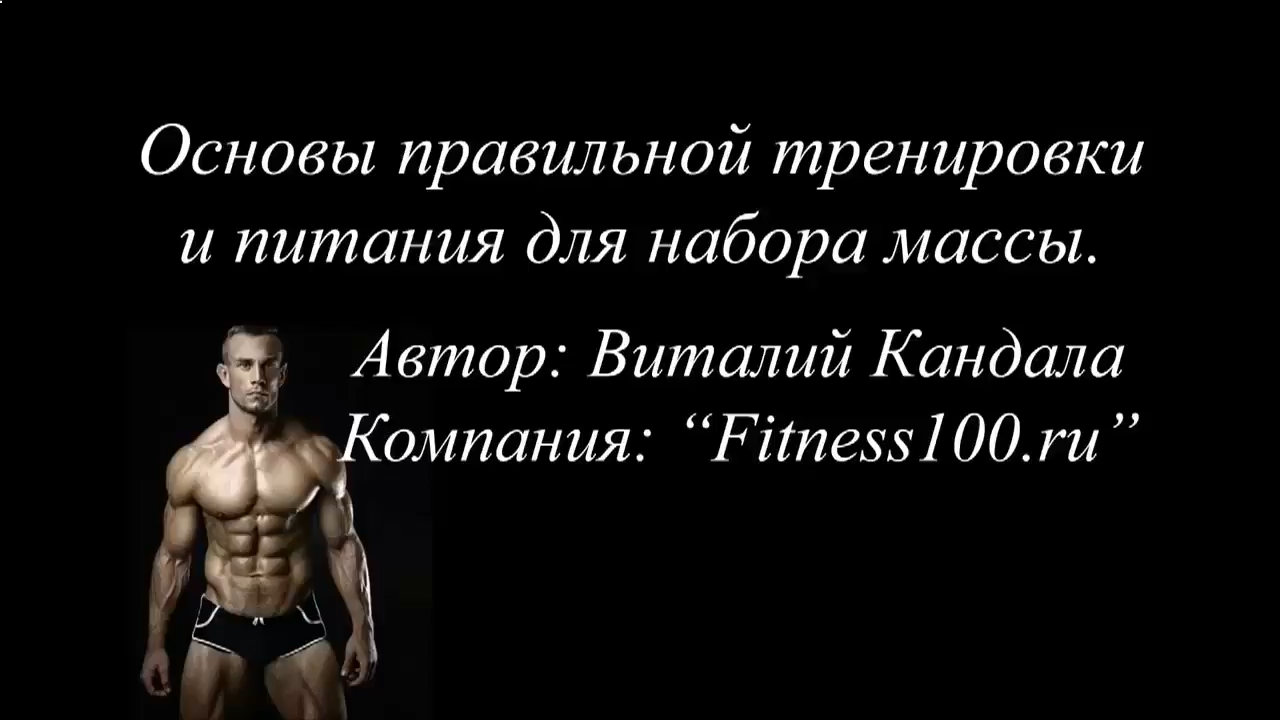 Основы правильной тренировки
и питания для набора массы.
Автор: Виталий Кандала
Компания: “Fitness100.ru”